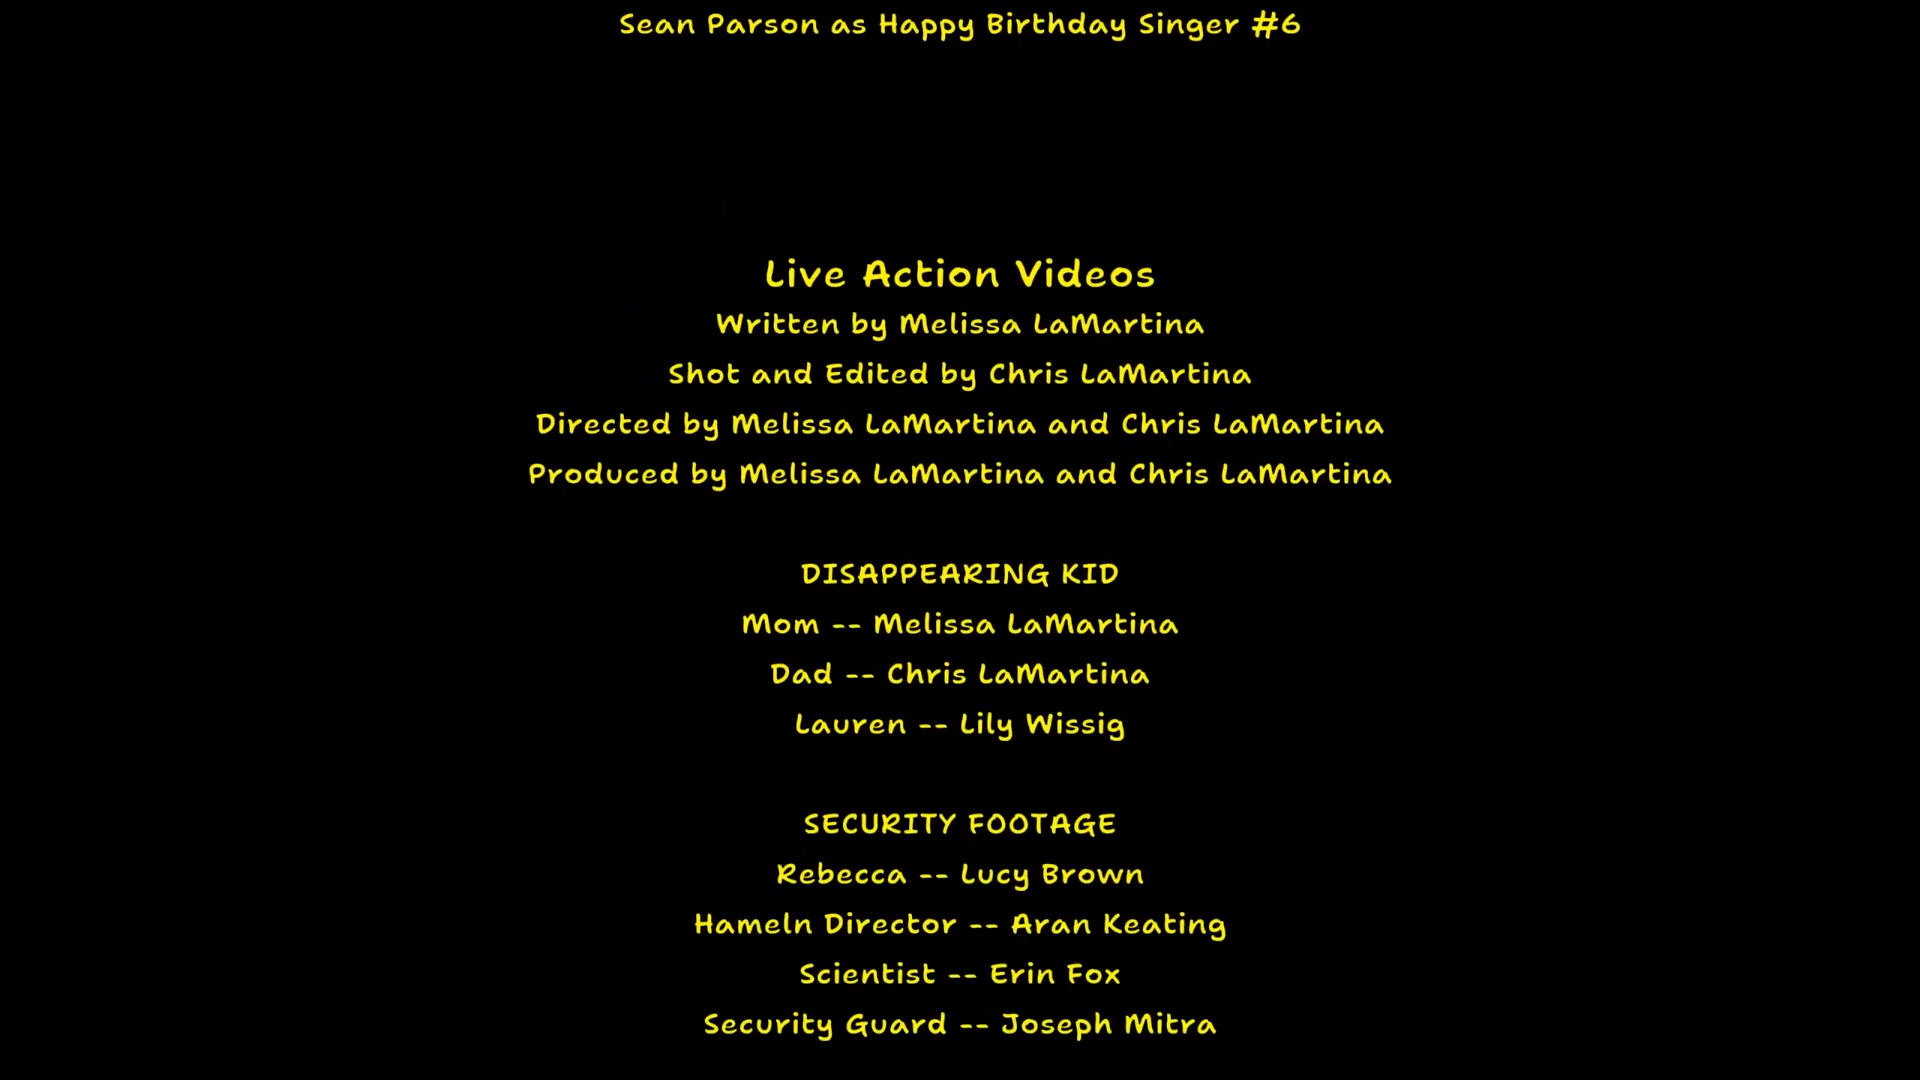 Sean Parson as Happy Birthday Singer #6
Live Action Videos
Written by Melissa LaMartina
Shot and Edited by Chris LaMartina
Directed by Melissa LaMartina and Chris LaMartina
Produced by Melissa LaMartina and Chris LaMartina
DISAPPEARING KID
Mom -- Melissa LaMartina
Dad -- Chris LaMartina
Lauren -- Lily Wissig
SECURITY FOOTAGE
Rebecca -- Lucy Brown
Hameln Director -- Aran Keating
Scientist -- Erin Fox
Security Guard -- Joseph Mitra